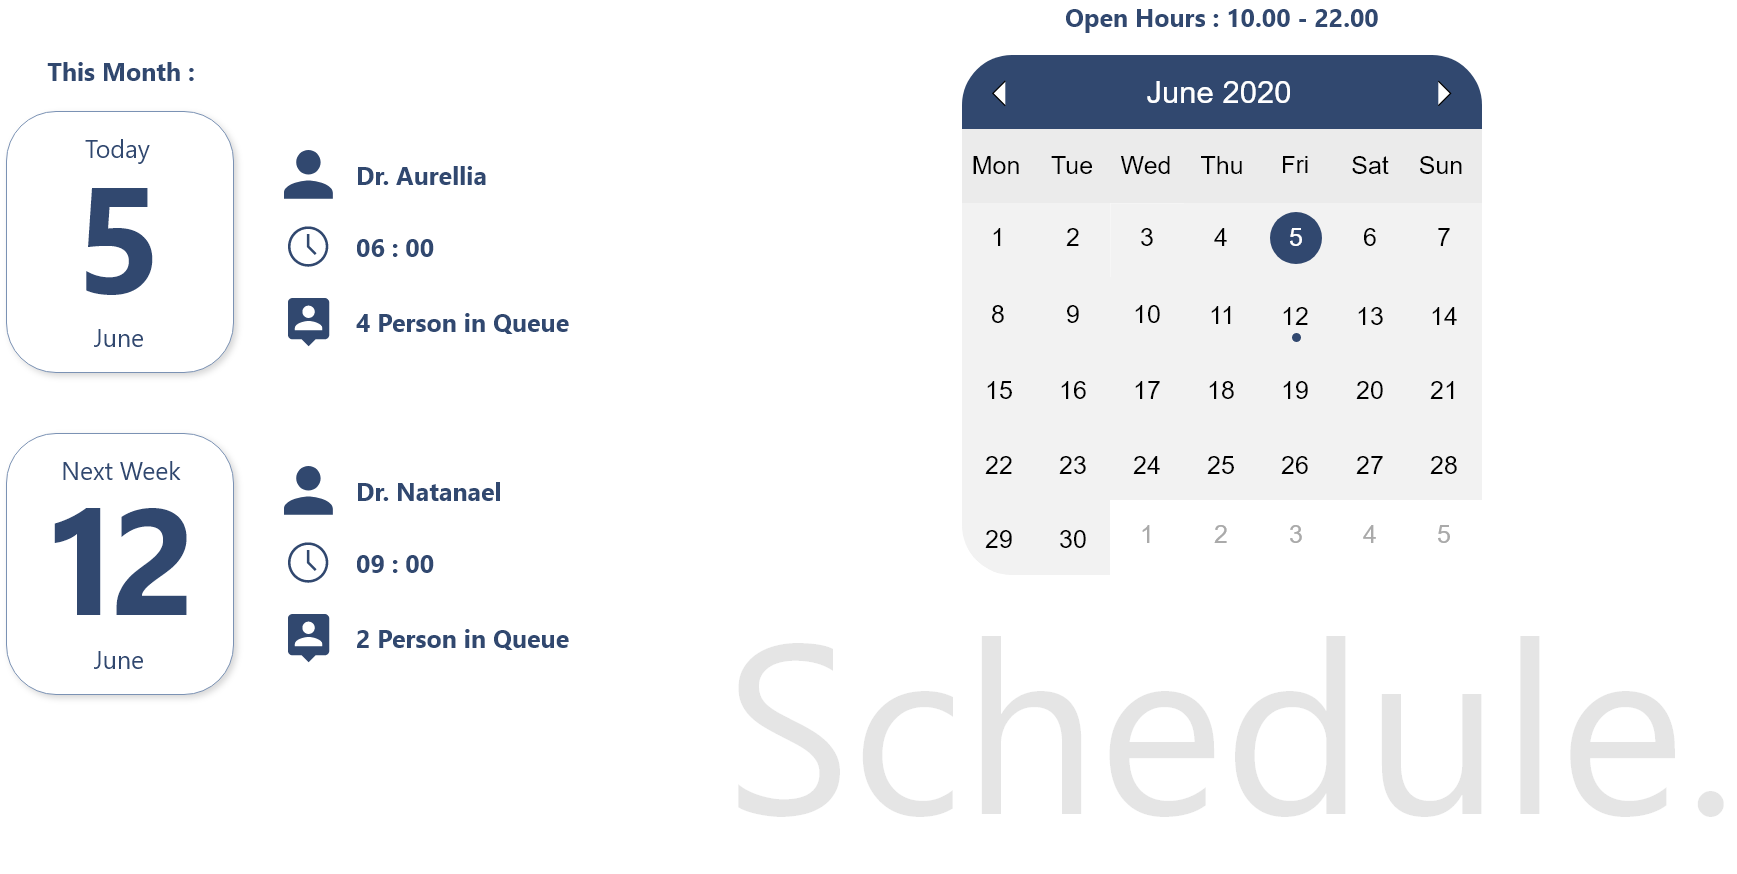 This Month :
Today
5
June
Dr. Aurellia
06 : 00
4 Person in Queue
Next Week
12
June
Dr. Natanael
09 : 00
2 Person in Queue
Open Hours : 10.00 - 22.00
June 2020
Mon Tue Wed Thu Fri Sat Sun
1 2 3 4 5 6 7
8 9 10 11 12 13 14
15 16 17 18 19 20 21
22 23 24 25 26 27 28
29 30 1 2 3 4 5
Schedule.